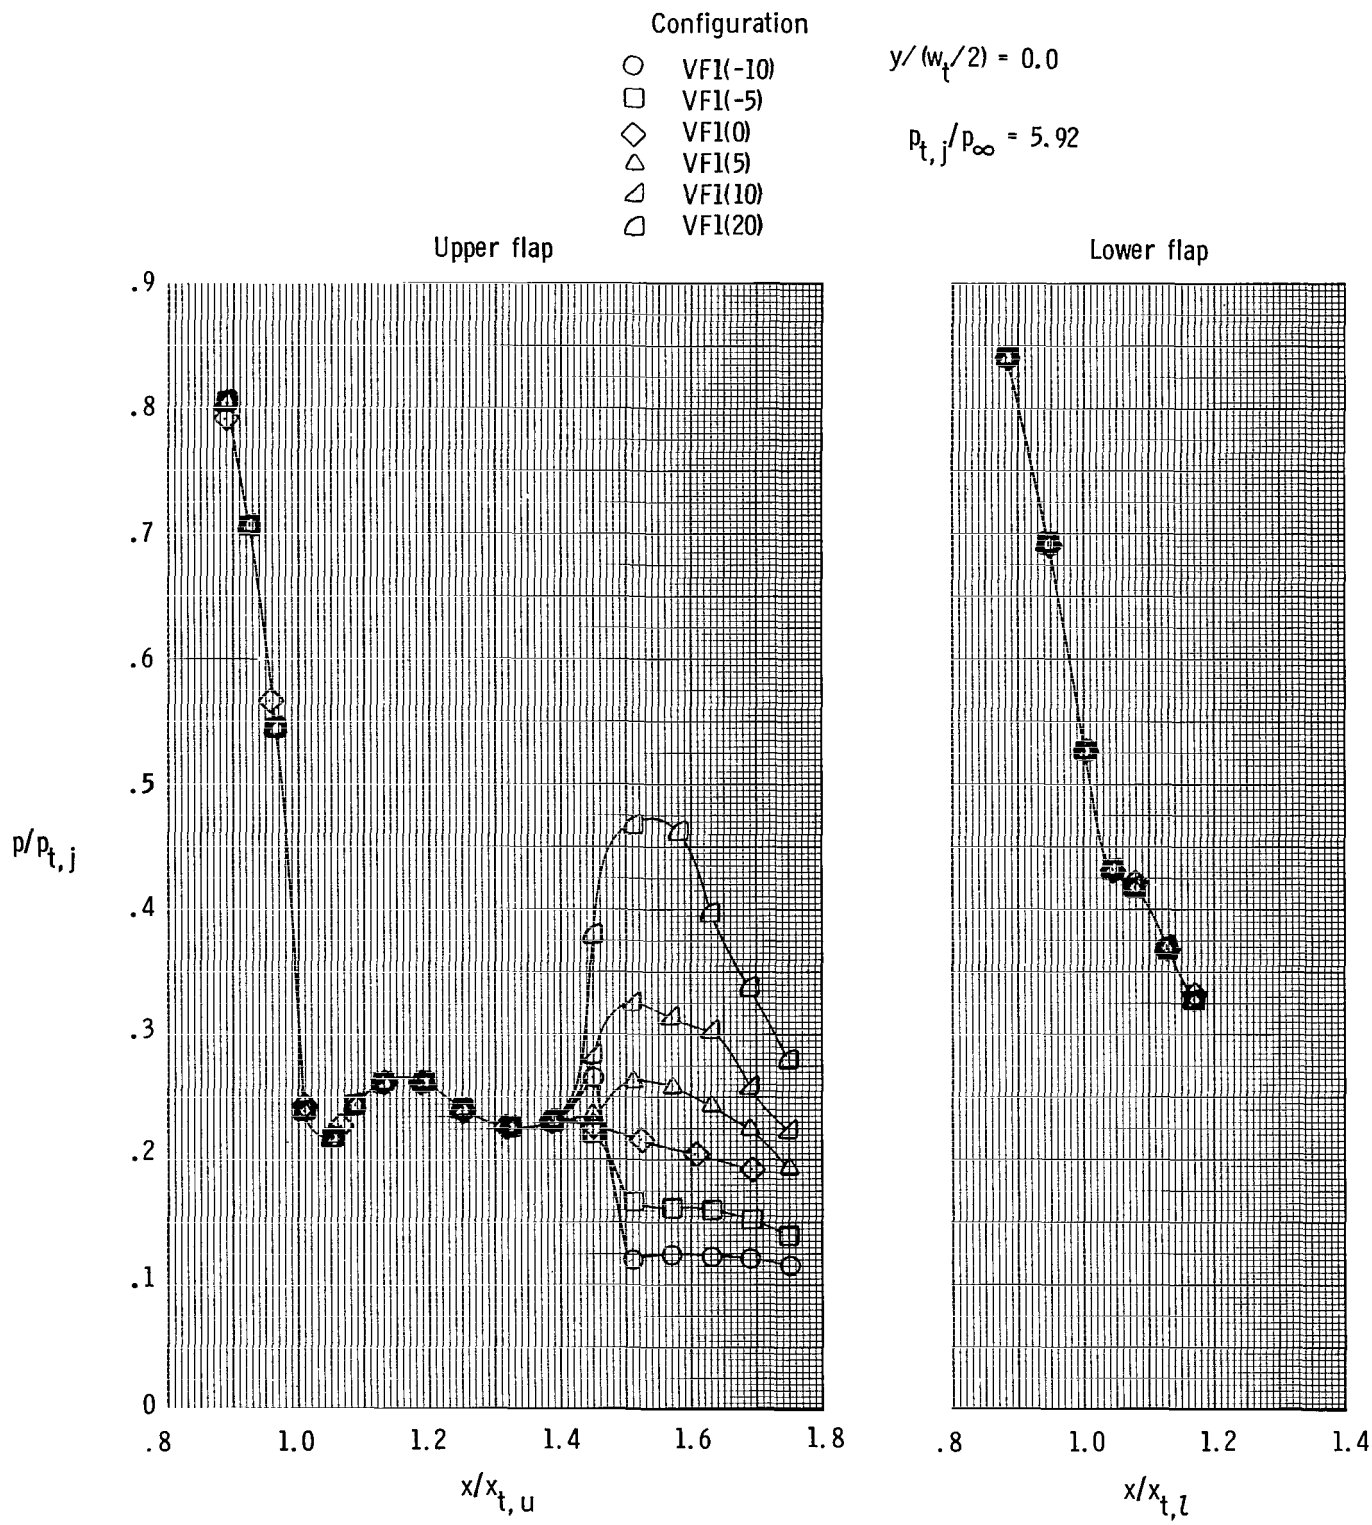 Configuration
VF1(-10)
VF1(-5)
VF1(0)
VF1(5)
VF1(10)
VF1(20)
y/(w_t/2) = 0.0
p_t,j/p_∞ = 5.92
Upper flap
Lower flap
.9
.8
.7
.6
.5
.4
.3
.2
.1
0
p/p_t,j
.8 1.0 1.2 1.4 1.6 1.8
x/x_t,u
.8 1.0 1.2 1.4
x/x_t,l